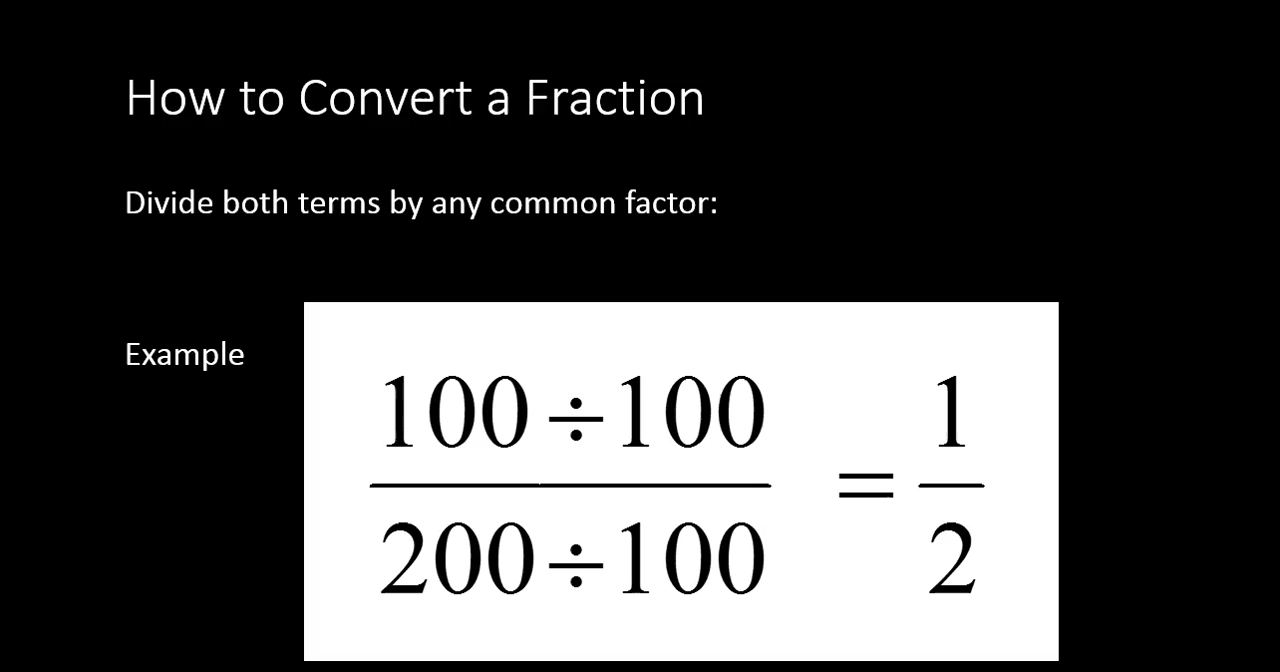 How to Convert a Fraction
Divide both terms by any common factor:
Example
100÷100
200÷100
=
1
2